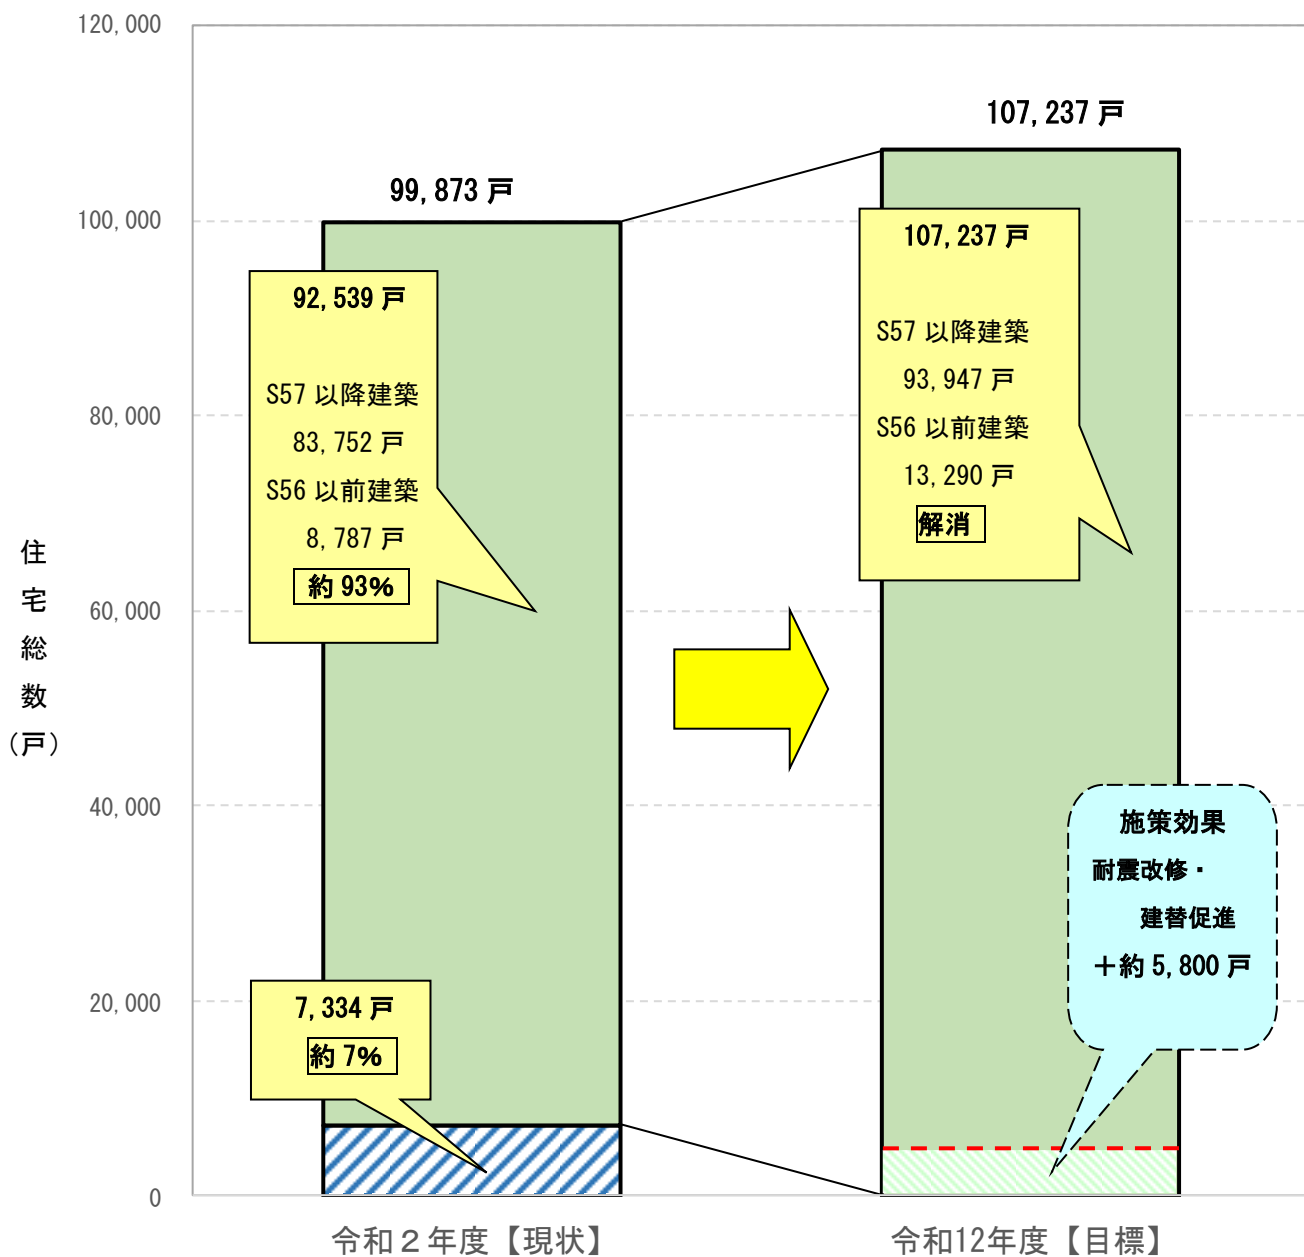 120,000
100,000
80,000
60,000
40,000
20,000
0
住宅総数（戸）
99,873 戸
92,539 戸
S57 以降建築
83,752 戸
S56 以前建築
8,787 戸
約 93%
7,334 戸
約 7%
107,237 戸
107,237 戸
S57 以降建築
93,947 戸
S56 以前建築
13,290 戸
解消
施策効果
耐震改修・
建替促進
＋約 5,800 戸
令和２年度【現状】
令和12年度【目標】